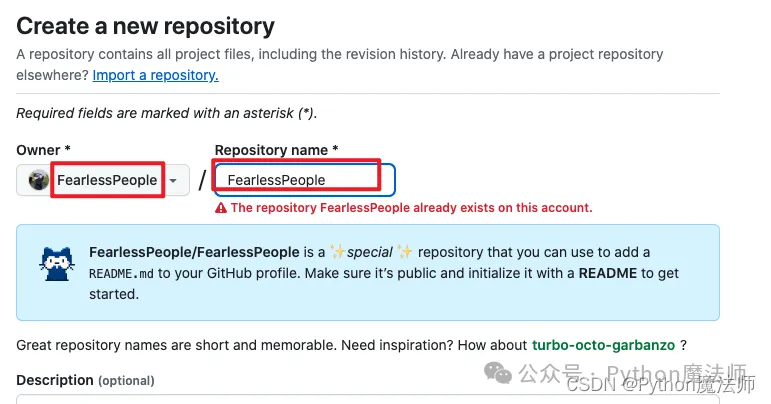 Create a new repository
A repository contains all project files, including the revision history. Already have a project repository
elsewhere? Import a repository.
Required fields are marked with an asterisk (*).
Owner * Repository name *
FearlessPeople / FearlessPeople
The repository FearlessPeople already exists on this account.
FearlessPeople/FearlessPeople is a ✨special ✨ repository that you can use to add a
README.md to your GitHub profile. Make sure it's public and initialize it with a README to get
started.
Great repository names are short and memorable. Need inspiration? How about turbo-octo-garbanzo ?
公众号 · Python魔法师
Description (optional)
CSDN @Python魔法师